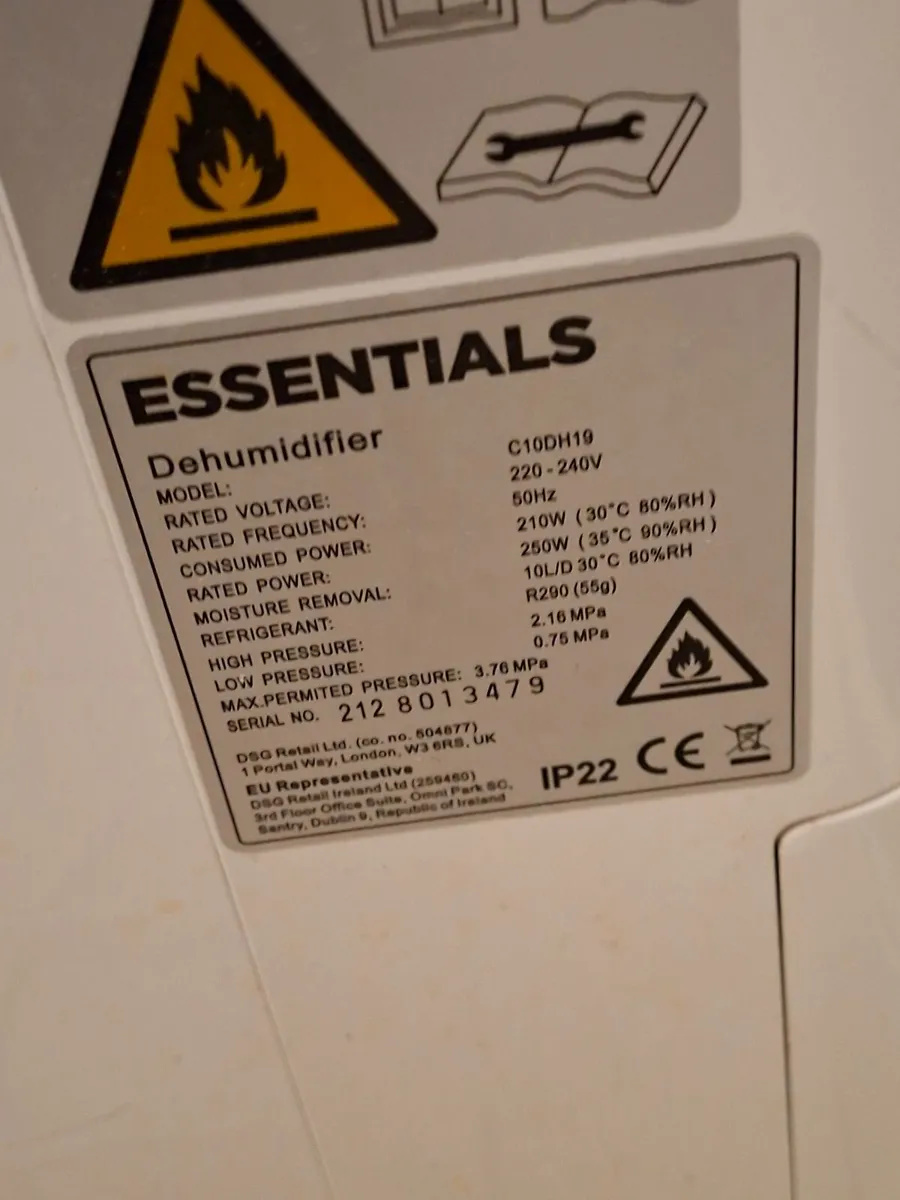 ESSENTIALS
Dehumidifier
MODEL: C10DH19
RATED VOLTAGE: 220-240V
RATED FREQUENCY: 50Hz
CONSUMED POWER: 210W (30°C 80%RH)
RATED POWER: 250W (35°C 90%RH)
MOISTURE REMOVAL: 10L/D 30°C 80%RH
REFRIGERANT: R290 (55g)
HIGH PRESSURE: 2.16 MPa
LOW PRESSURE: 0.75 MPa
MAX.PERMITED PRESSURE: 3.76 MPa
SERIAL NO. 212 8013479
DSG Retail Ltd. (co. no. 504877)
1 Portal Way, London, W3 6RS, UK
EU Representative
DSG Retail Ireland Ltd (259460)
3rd Floor Office Suite, Omni Park SC,
Santry, Dublin 9, Republic of Ireland
IP22 CE